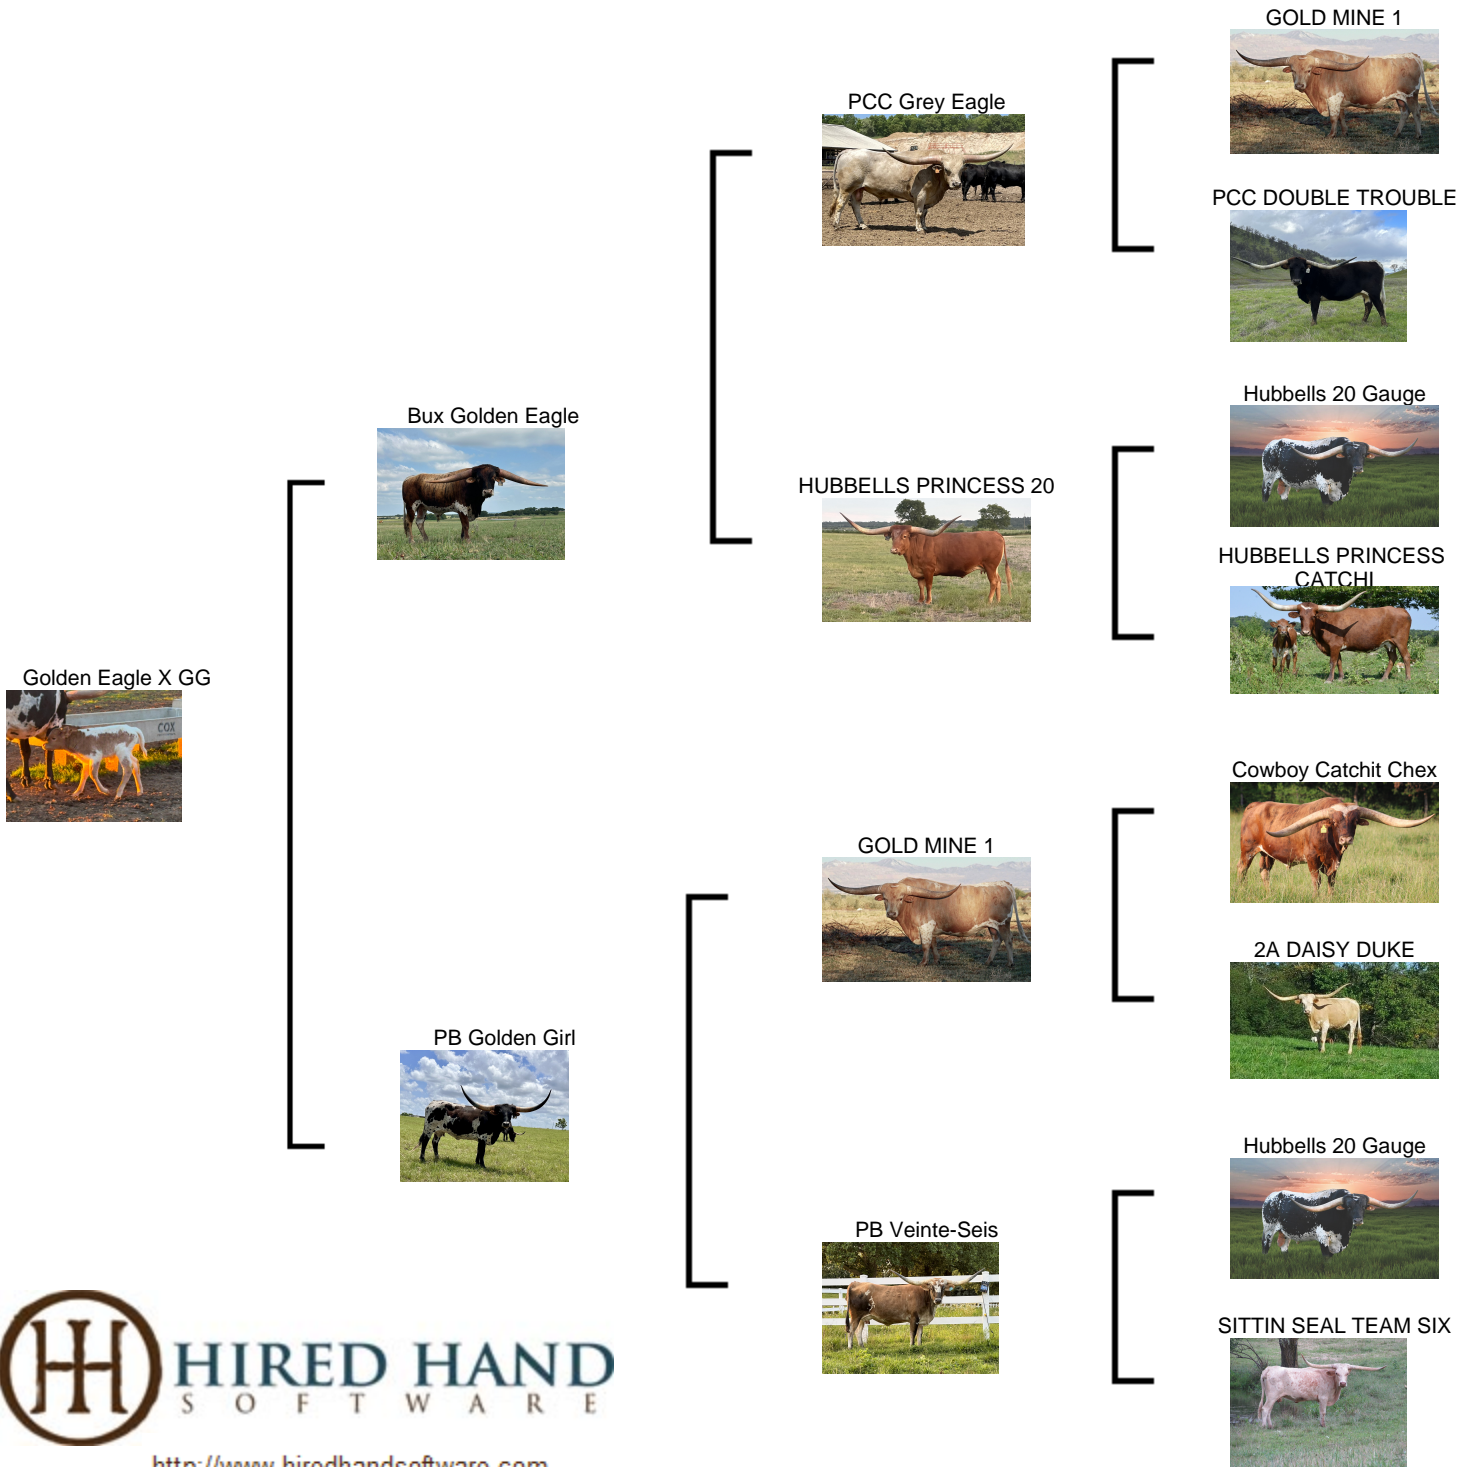 GOLD MINE 1
PCC Grey Eagle
PCC DOUBLE TROUBLE
Hubbells 20 Gauge
Bux Golden Eagle
HUBBELLS PRINCESS 20
HUBBELLS PRINCESS
CATCHI
Golden Eagle X GG
COX
Cowboy Catchit Chex
GOLD MINE 1
2A DAISY DUKE
PB Golden Girl
Hubbells 20 Gauge
PB Veinte-Seis
SITTIN SEAL TEAM SIX
HIRED HAND
SOFTWARE
http://www.hiredhandsoftware.com